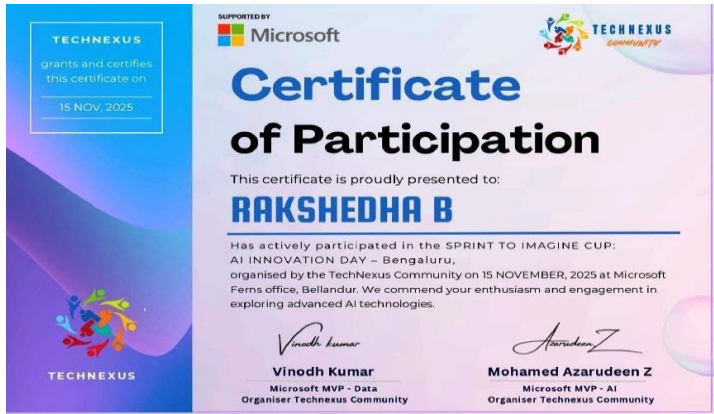 TECHNEXUS
grants and certifies
this certificate on
15 NOV, 2025
TECHNEXUS
SUPPORTED BY
Microsoft
TECHNEXUS
COMMUNITY
Certificate
of Participation
This certificate is proudly presented to:
RAKSHEDHA B
Has actively participated in the SPRINT TO IMAGINE CUP:
AI INNOVATION DAY – Bengaluru,
organised by the TechNexus Community on 15 NOVEMBER, 2025 at Microsoft
Ferns office, Bellandur. We commend your enthusiasm and engagement in
exploring advanced AI technologies.
Vinodh kumar
Vinodh Kumar
Microsoft MVP - Data
Organiser Technexus Community
Azarudeen Z
Mohamed Azarudeen Z
Microsoft MVP - AI
Organiser Technexus Community